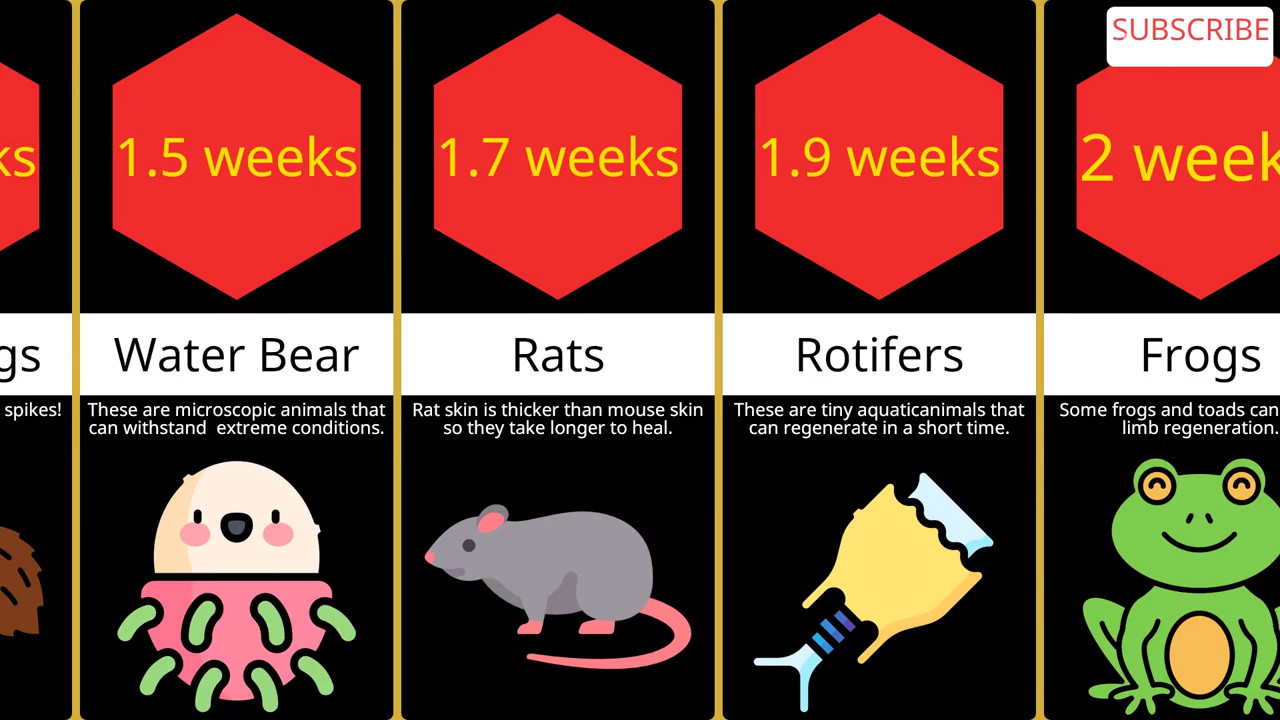 SUBSCRIBE
ks
1.5 weeks
1.7 weeks
1.9 weeks
2 week
gs
Water Bear
Rats
Rotifers
Frogs
spikes!
These are microscopic animals that
can withstand  extreme conditions.
Rat skin is thicker than mouse skin
so they take longer to heal.
These are tiny aquaticanimals that
can regenerate in a short time.
Some frogs and toads can
limb regeneration.